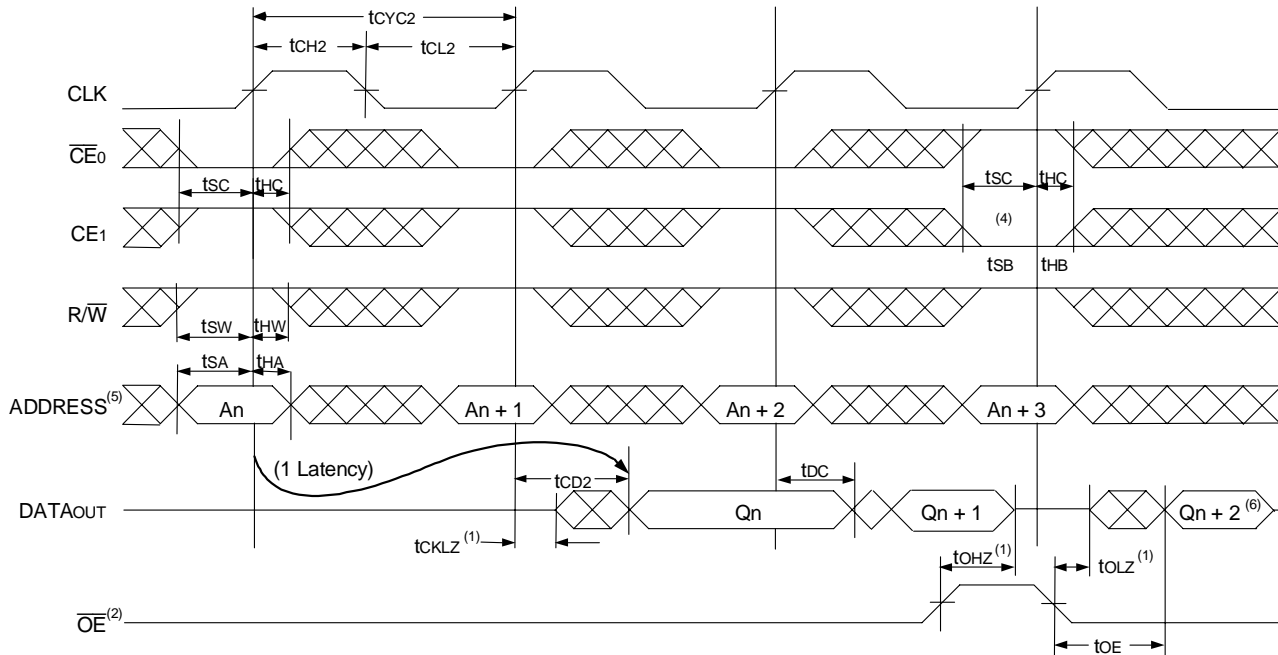 tCYC2
tCH2 tCL2
CLK
CE0
tSC tHC tSC tHC
CE1 (4)
tSB tHB
R/W
tSW tHW
tSA tHA
ADDRESS(5) An An + 1 An + 2 An + 3
(1 Latency) tCD2 tDC
DATAOUT Qn Qn + 1 Qn + 2 (6)
tCKLZ (1) tOHZ (1) tOLZ (1)
OE (2)
tOE